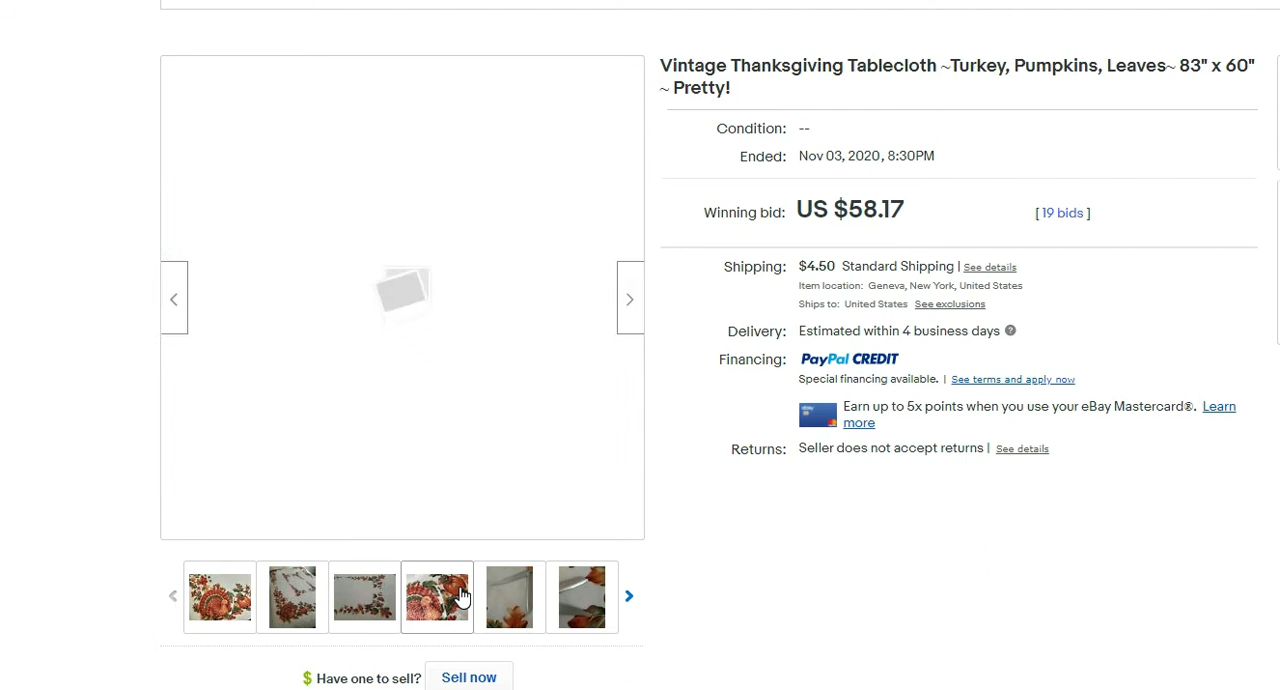 Vintage Thanksgiving Tablecloth ~Turkey, Pumpkins, Leaves~ 83" x 60"
~ Pretty!
Condition: --
Ended: Nov 03, 2020, 8:30PM
Winning bid: US $58.17 [ 19 bids ]
Shipping: $4.50 Standard Shipping | See details
Item location: Geneva, New York, United States
Ships to: United States See exclusions
Delivery: Estimated within 4 business days ?
Financing: PayPal CREDIT
Special financing available. | See terms and apply now
Earn up to 5x points when you use your eBay Mastercard®. Learn
more
Returns: Seller does not accept returns | See details
$ Have one to sell? Sell now